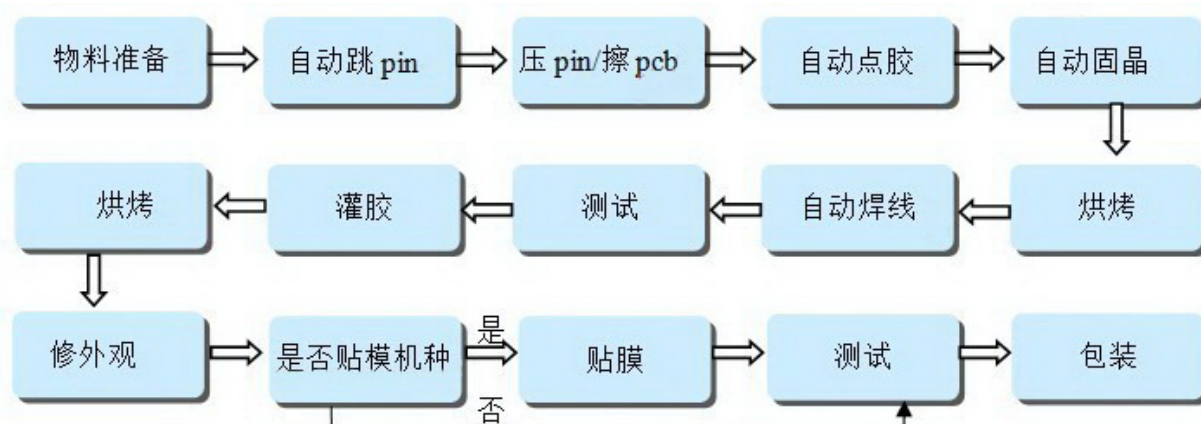 物料准备
自动跳 pin
压 pin/擦 pcb
自动点胶
自动固晶
烘烤
灌胶
测试
自动焊线
烘烤
修外观
是否贴模机种
是
否
贴膜
测试
包装